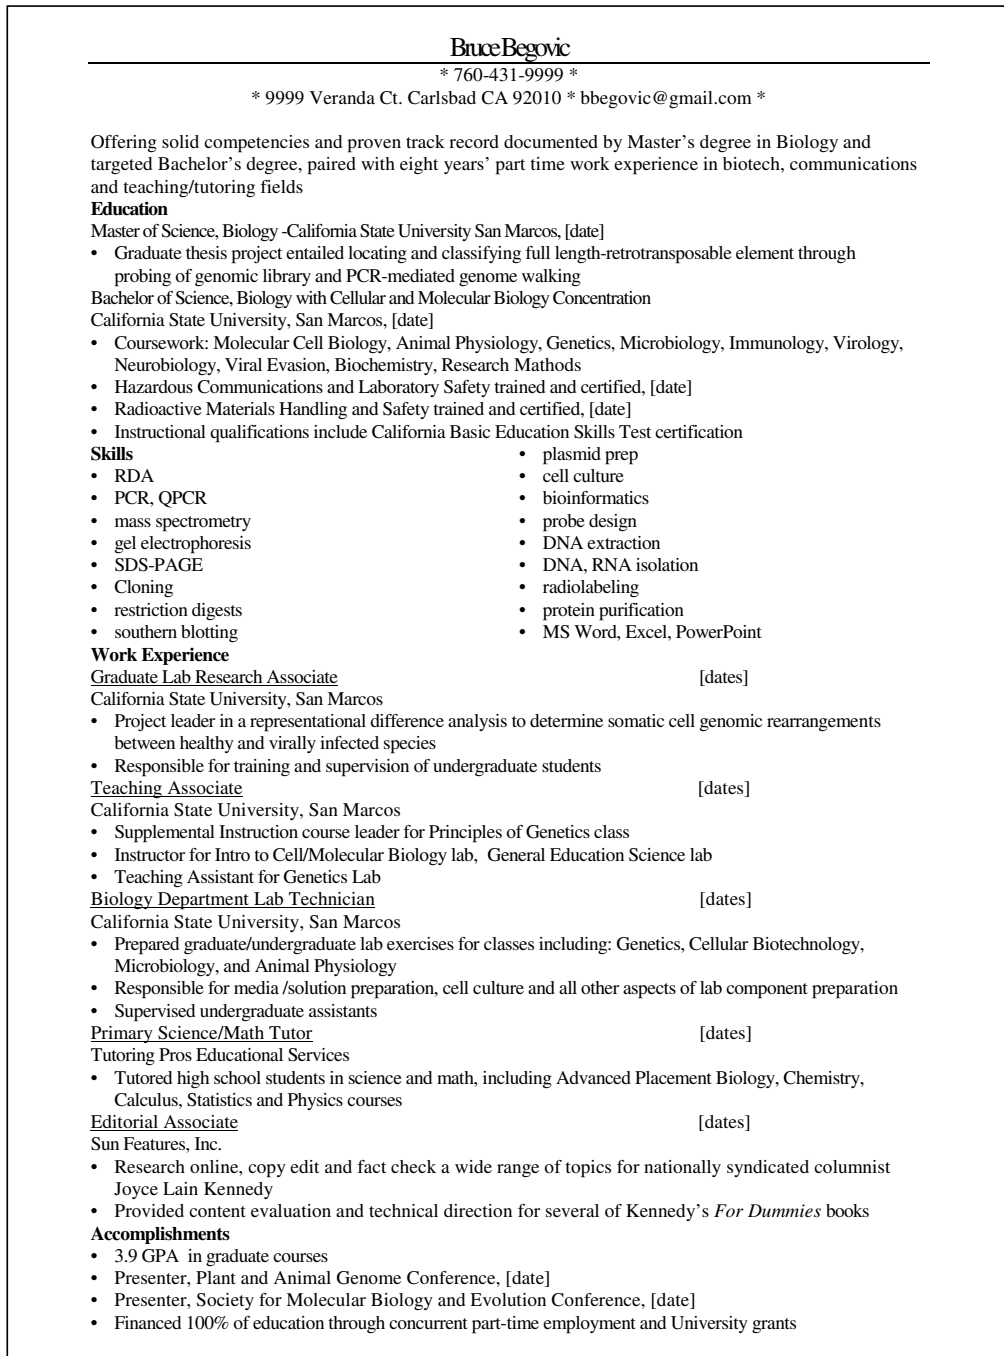 Bruce Begovic
* 760-431-9999 *
* 9999 Veranda Ct. Carlsbad CA 92010 * bbegovic@gmail.com *
Offering solid competencies and proven track record documented by Master's degree in Biology and
targeted Bachelor's degree, paired with eight years' part time work experience in biotech, communications
and teaching/tutoring fields
Education
Master of Science, Biology -California State University San Marcos, [date]
• Graduate thesis project entailed locating and classifying full length-retrotransposable element through
probing of genomic library and PCR-mediated genome walking
Bachelor of Science, Biology with Cellular and Molecular Biology Concentration
California State University, San Marcos, [date]
• Coursework: Molecular Cell Biology, Animal Physiology, Genetics, Microbiology, Immunology, Virology,
Neurobiology, Viral Evasion, Biochemistry, Research Mathods
• Hazardous Communications and Laboratory Safety trained and certified, [date]
• Radioactive Materials Handling and Safety trained and certified, [date]
• Instructional qualifications include California Basic Education Skills Test certification
Skills
• RDA
• PCR, QPCR
• mass spectrometry
• gel electrophoresis
• SDS-PAGE
• Cloning
• restriction digests
• southern blotting
• plasmid prep
• cell culture
• bioinformatics
• probe design
• DNA extraction
• DNA, RNA isolation
• radiolabeling
• protein purification
• MS Word, Excel, PowerPoint
Work Experience
Graduate Lab Research Associate [dates]
California State University, San Marcos
• Project leader in a representational difference analysis to determine somatic cell genomic rearrangements
between healthy and virally infected species
• Responsible for training and supervision of undergraduate students
Teaching Associate [dates]
California State University, San Marcos
• Supplemental Instruction course leader for Principles of Genetics class
• Instructor for Intro to Cell/Molecular Biology lab, General Education Science lab
• Teaching Assistant for Genetics Lab
Biology Department Lab Technician [dates]
California State University, San Marcos
• Prepared graduate/undergraduate lab exercises for classes including: Genetics, Cellular Biotechnology,
Microbiology, and Animal Physiology
• Responsible for media /solution preparation, cell culture and all other aspects of lab component preparation
• Supervised undergraduate assistants
Primary Science/Math Tutor [dates]
Tutoring Pros Educational Services
• Tutored high school students in science and math, including Advanced Placement Biology, Chemistry,
Calculus, Statistics and Physics courses
Editorial Associate [dates]
Sun Features, Inc.
• Research online, copy edit and fact check a wide range of topics for nationally syndicated columnist
Joyce Lain Kennedy
• Provided content evaluation and technical direction for several of Kennedy's For Dummies books
Accomplishments
• 3.9 GPA in graduate courses
• Presenter, Plant and Animal Genome Conference, [date]
• Presenter, Society for Molecular Biology and Evolution Conference, [date]
• Financed 100% of education through concurrent part-time employment and University grants